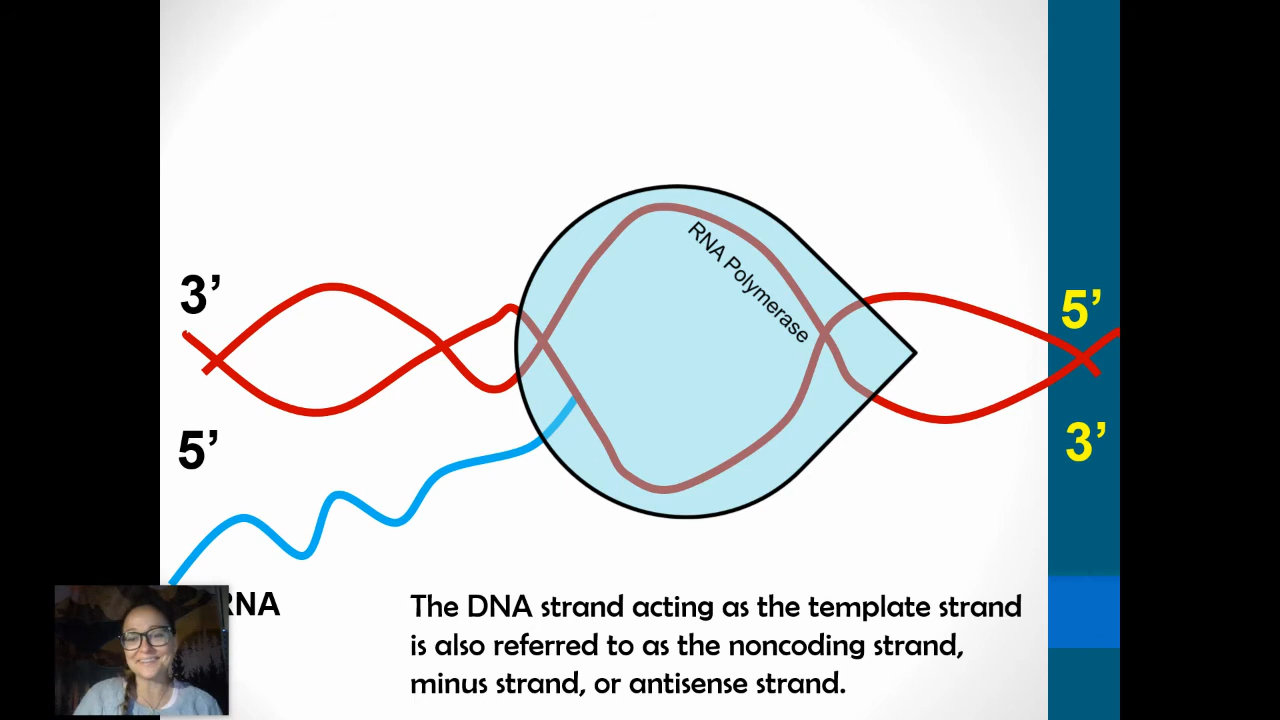 RNA Polymerase
3’
5’
5’
3’
RNA
The DNA strand acting as the template strand
is also referred to as the noncoding strand,
minus strand, or antisense strand.